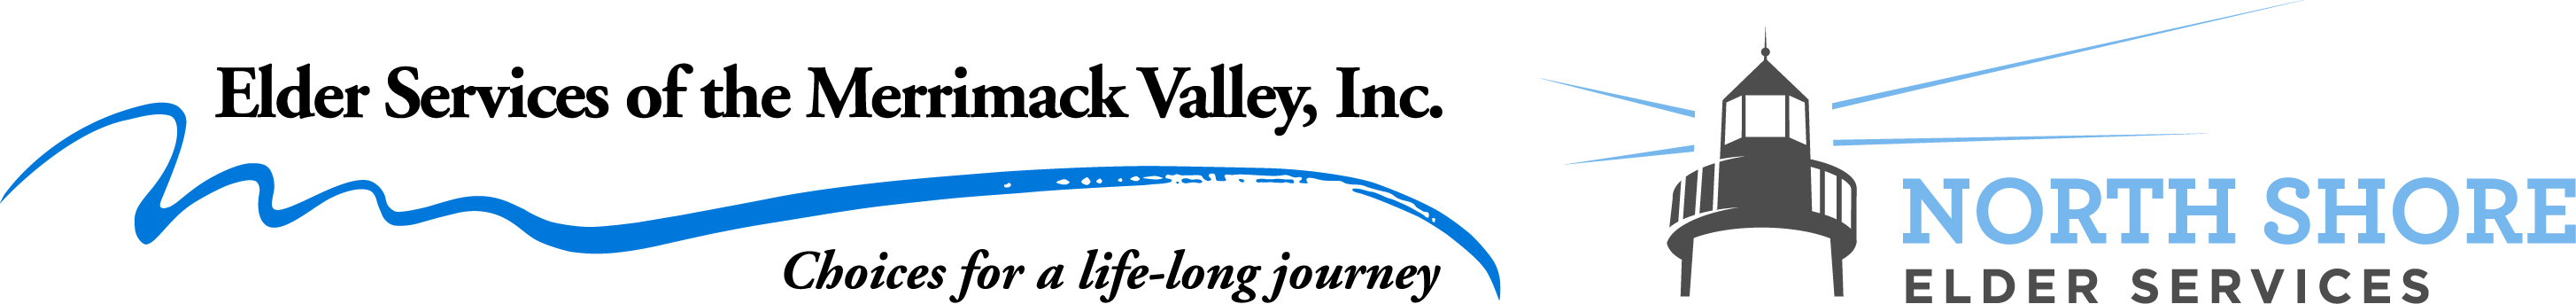 Elder Services of the Merrimack Valley, Inc.
Choices for a life-long journey
NORTH SHORE
ELDER SERVICES